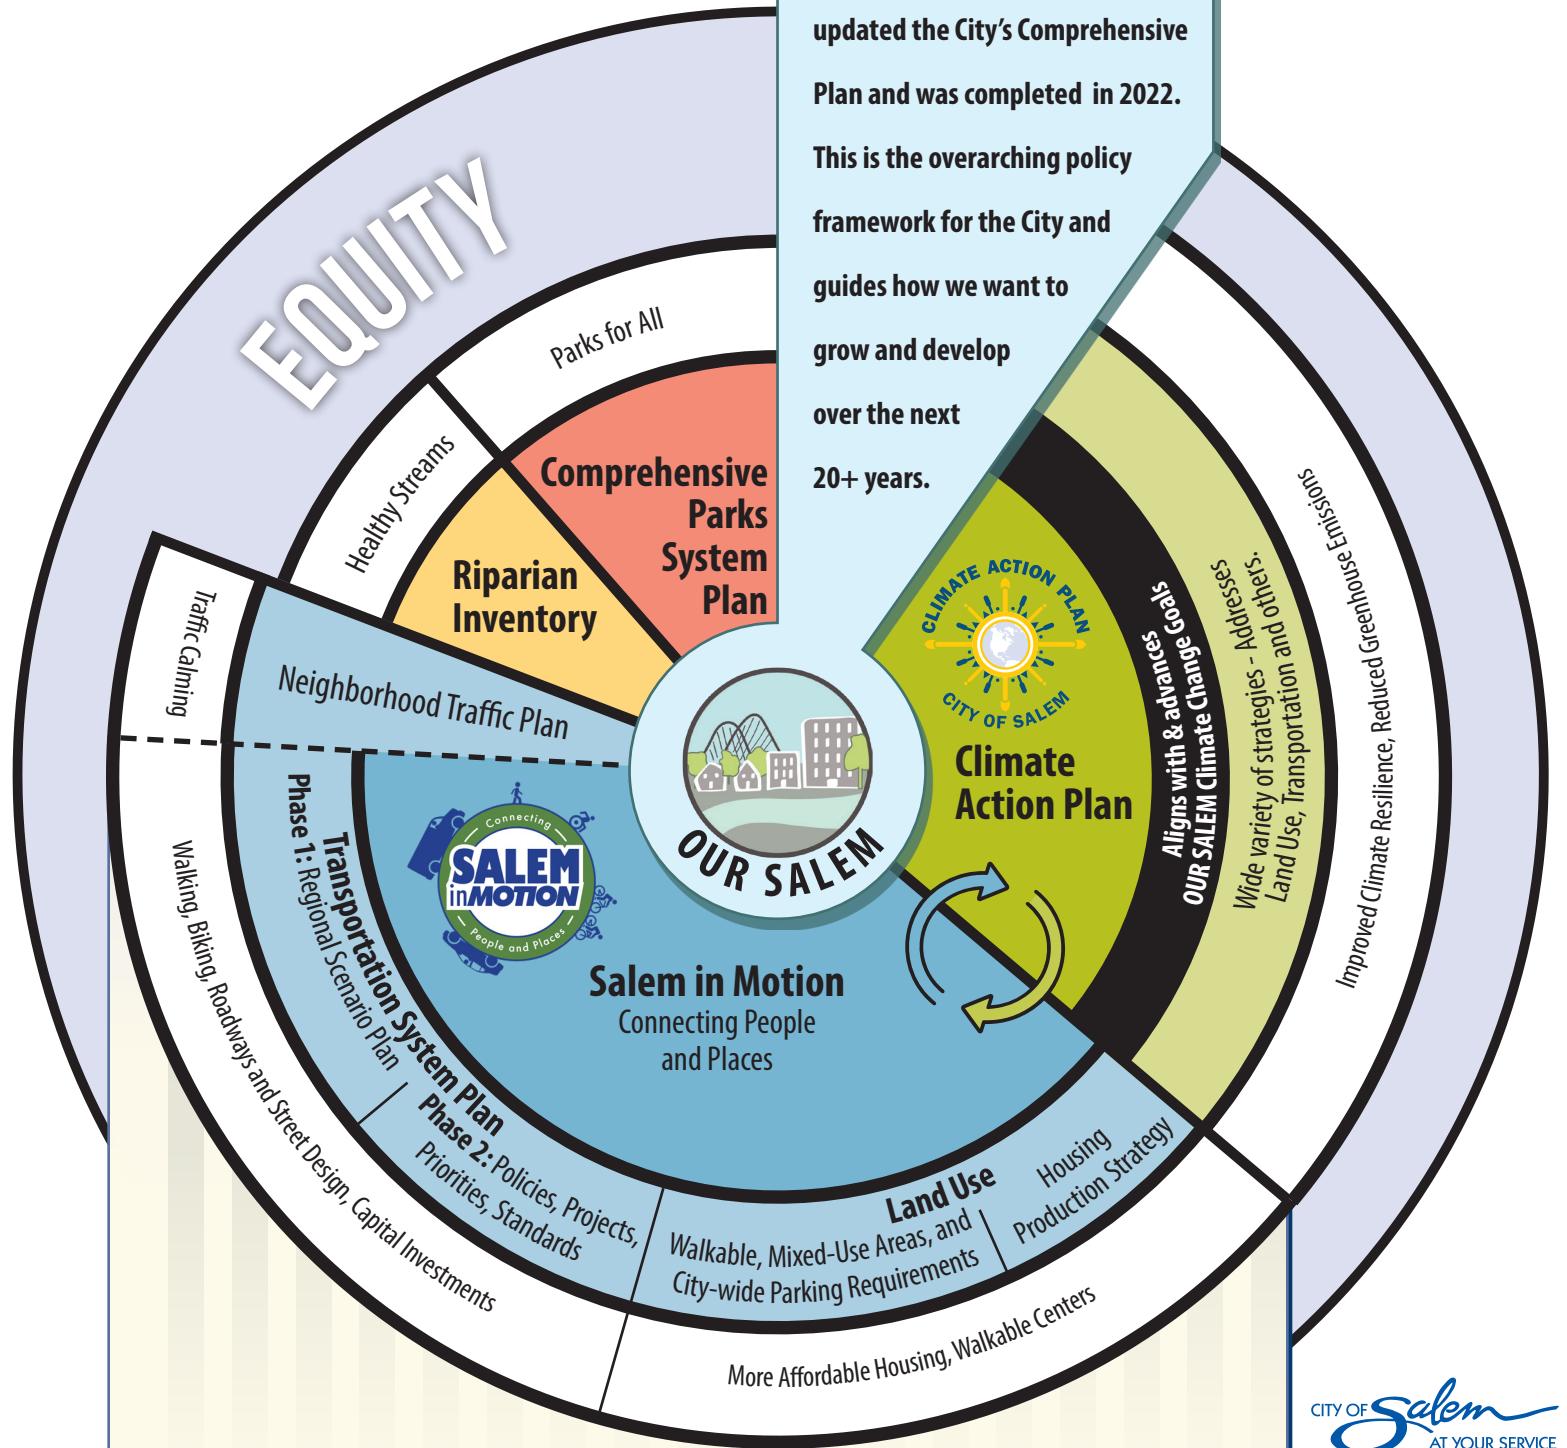 updated the City's Comprehensive
Plan and was completed in 2022.
This is the overarching policy
framework for the City and
guides how we want to
grow and develop
over the next
20+ years.
EQUITY
Parks for All
Healthy Streams
Traffic Calming
Comprehensive
Parks
System
Plan
Riparian
Inventory
Neighborhood Traffic Plan
OUR SALEM
CLIMATE ACTION PLAN
CITY OF SALEM
Climate
Action Plan
Aligns with & advances
OUR SALEM Climate Change Goals
Wide variety of strategies - Addresses
Land Use, Transportation and others.
Improved Climate Resilience, Reduced Greenhouse Emissions
Connecting
SALEM
inMOTION
People and Places
Salem in Motion
Connecting People
and Places
Transportation System Plan
Phase 1: Regional Scenario Plan
Phase 2: Policies, Projects,
Priorities, Standards
Walking, Biking, Roadways and Street Design, Capital Investments
Land Use
Walkable, Mixed-Use Areas, and
City-wide Parking Requirements
Housing
Production Strategy
More Affordable Housing, Walkable Centers
CITY OF Salem
AT YOUR SERVICE